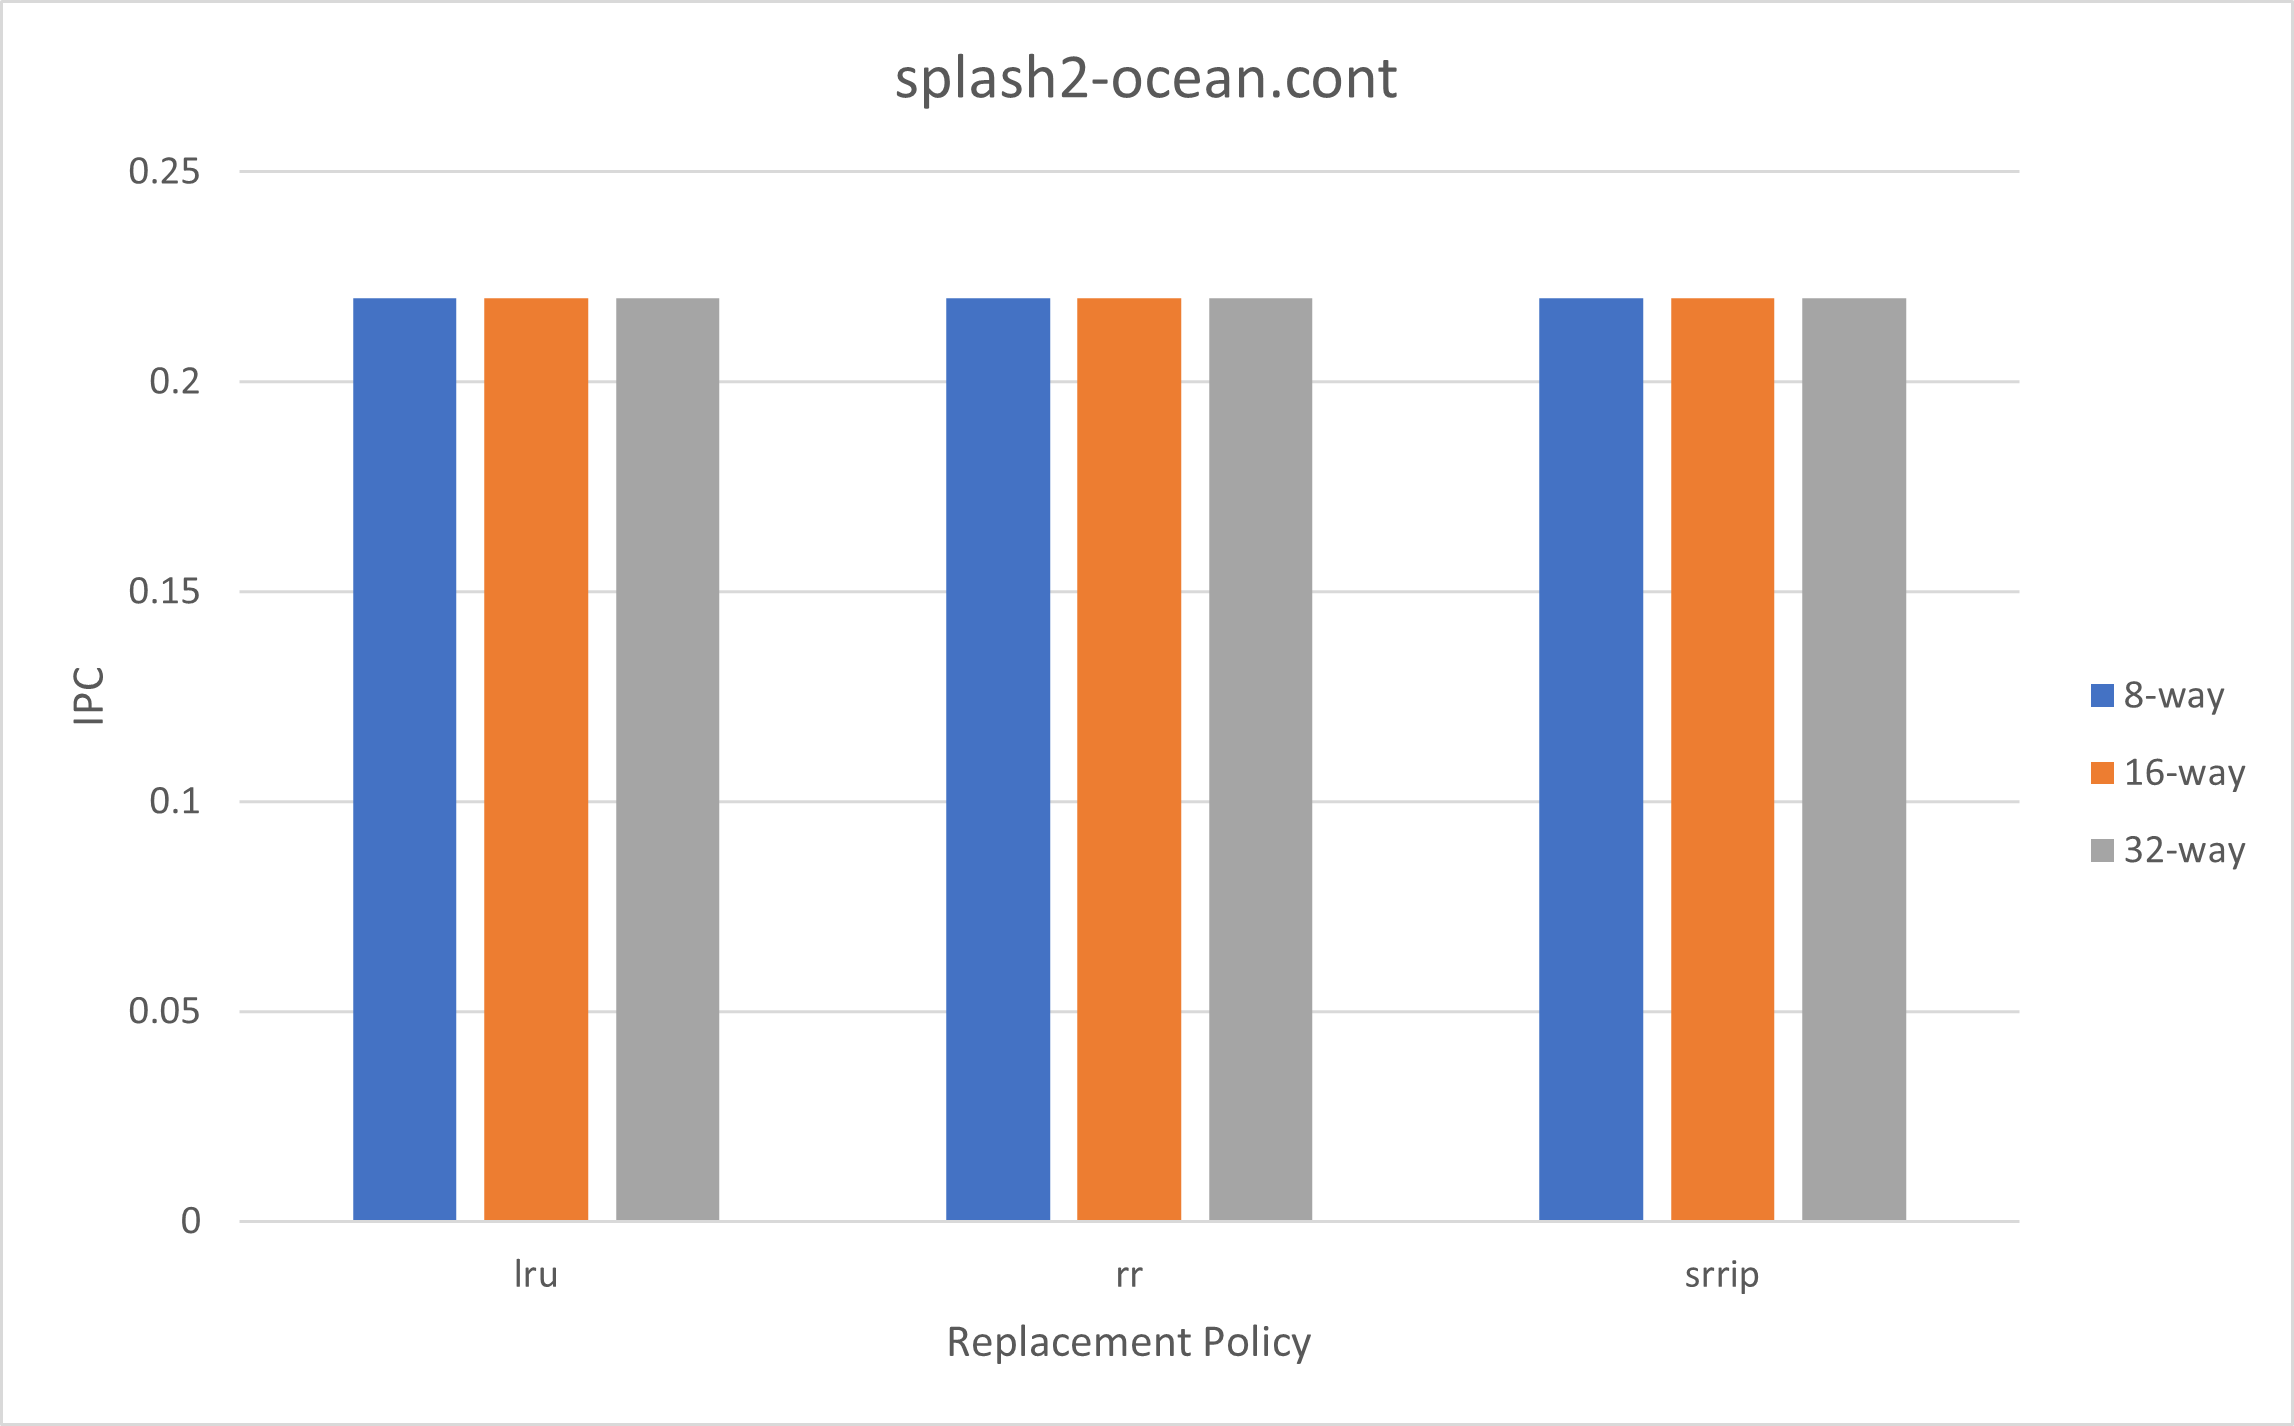 splash2-ocean.cont
0.25
0.2
0.15
0.1
0.05
0
IPC
lru rr srrip
Replacement Policy
8-way
16-way
32-way